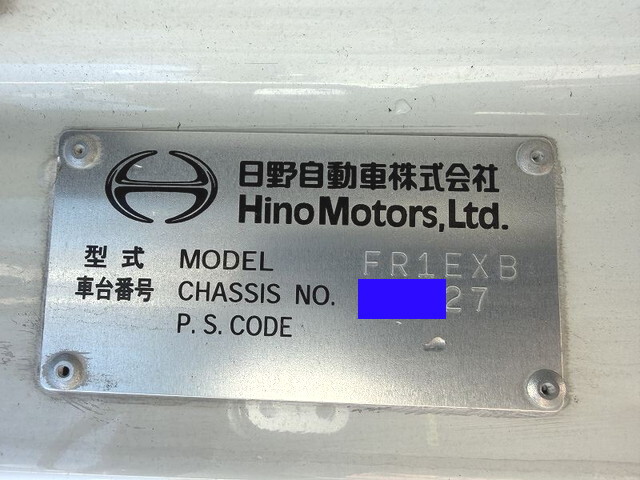 日野自動車株式会社
Hino Motors, Ltd.
型式 MODEL FR1EXB
車台番号 CHASSIS NO. 27
P. S. CODE